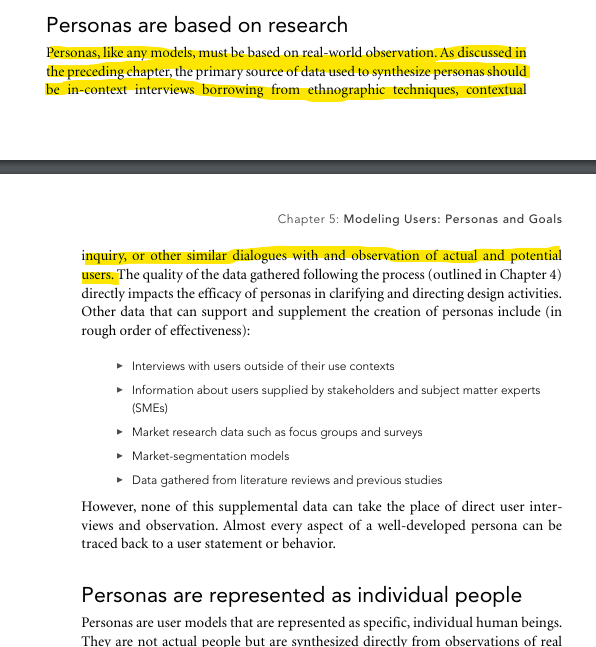 Personas are based on research
Personas, like any models, must be based on real-world observation. As discussed in
the preceding chapter, the primary source of data used to synthesize personas should
be in-context interviews borrowing from ethnographic techniques, contextual
Chapter 5: Modeling Users: Personas and Goals
inquiry, or other similar dialogues with and observation of actual and potential
users. The quality of the data gathered following the process (outlined in Chapter 4)
directly impacts the efficacy of personas in clarifying and directing design activities.
Other data that can support and supplement the creation of personas include (in
rough order of effectiveness):
► Interviews with users outside of their use contexts
► Information about users supplied by stakeholders and subject matter experts
(SMEs)
► Market research data such as focus groups and surveys
► Market-segmentation models
► Data gathered from literature reviews and previous studies
However, none of this supplemental data can take the place of direct user inter-
views and observation. Almost every aspect of a well-developed persona can be
traced back to a user statement or behavior.
Personas are represented as individual people
Personas are user models that are represented as specific, individual human beings.
They are not actual people but are synthesized directly from observations of real